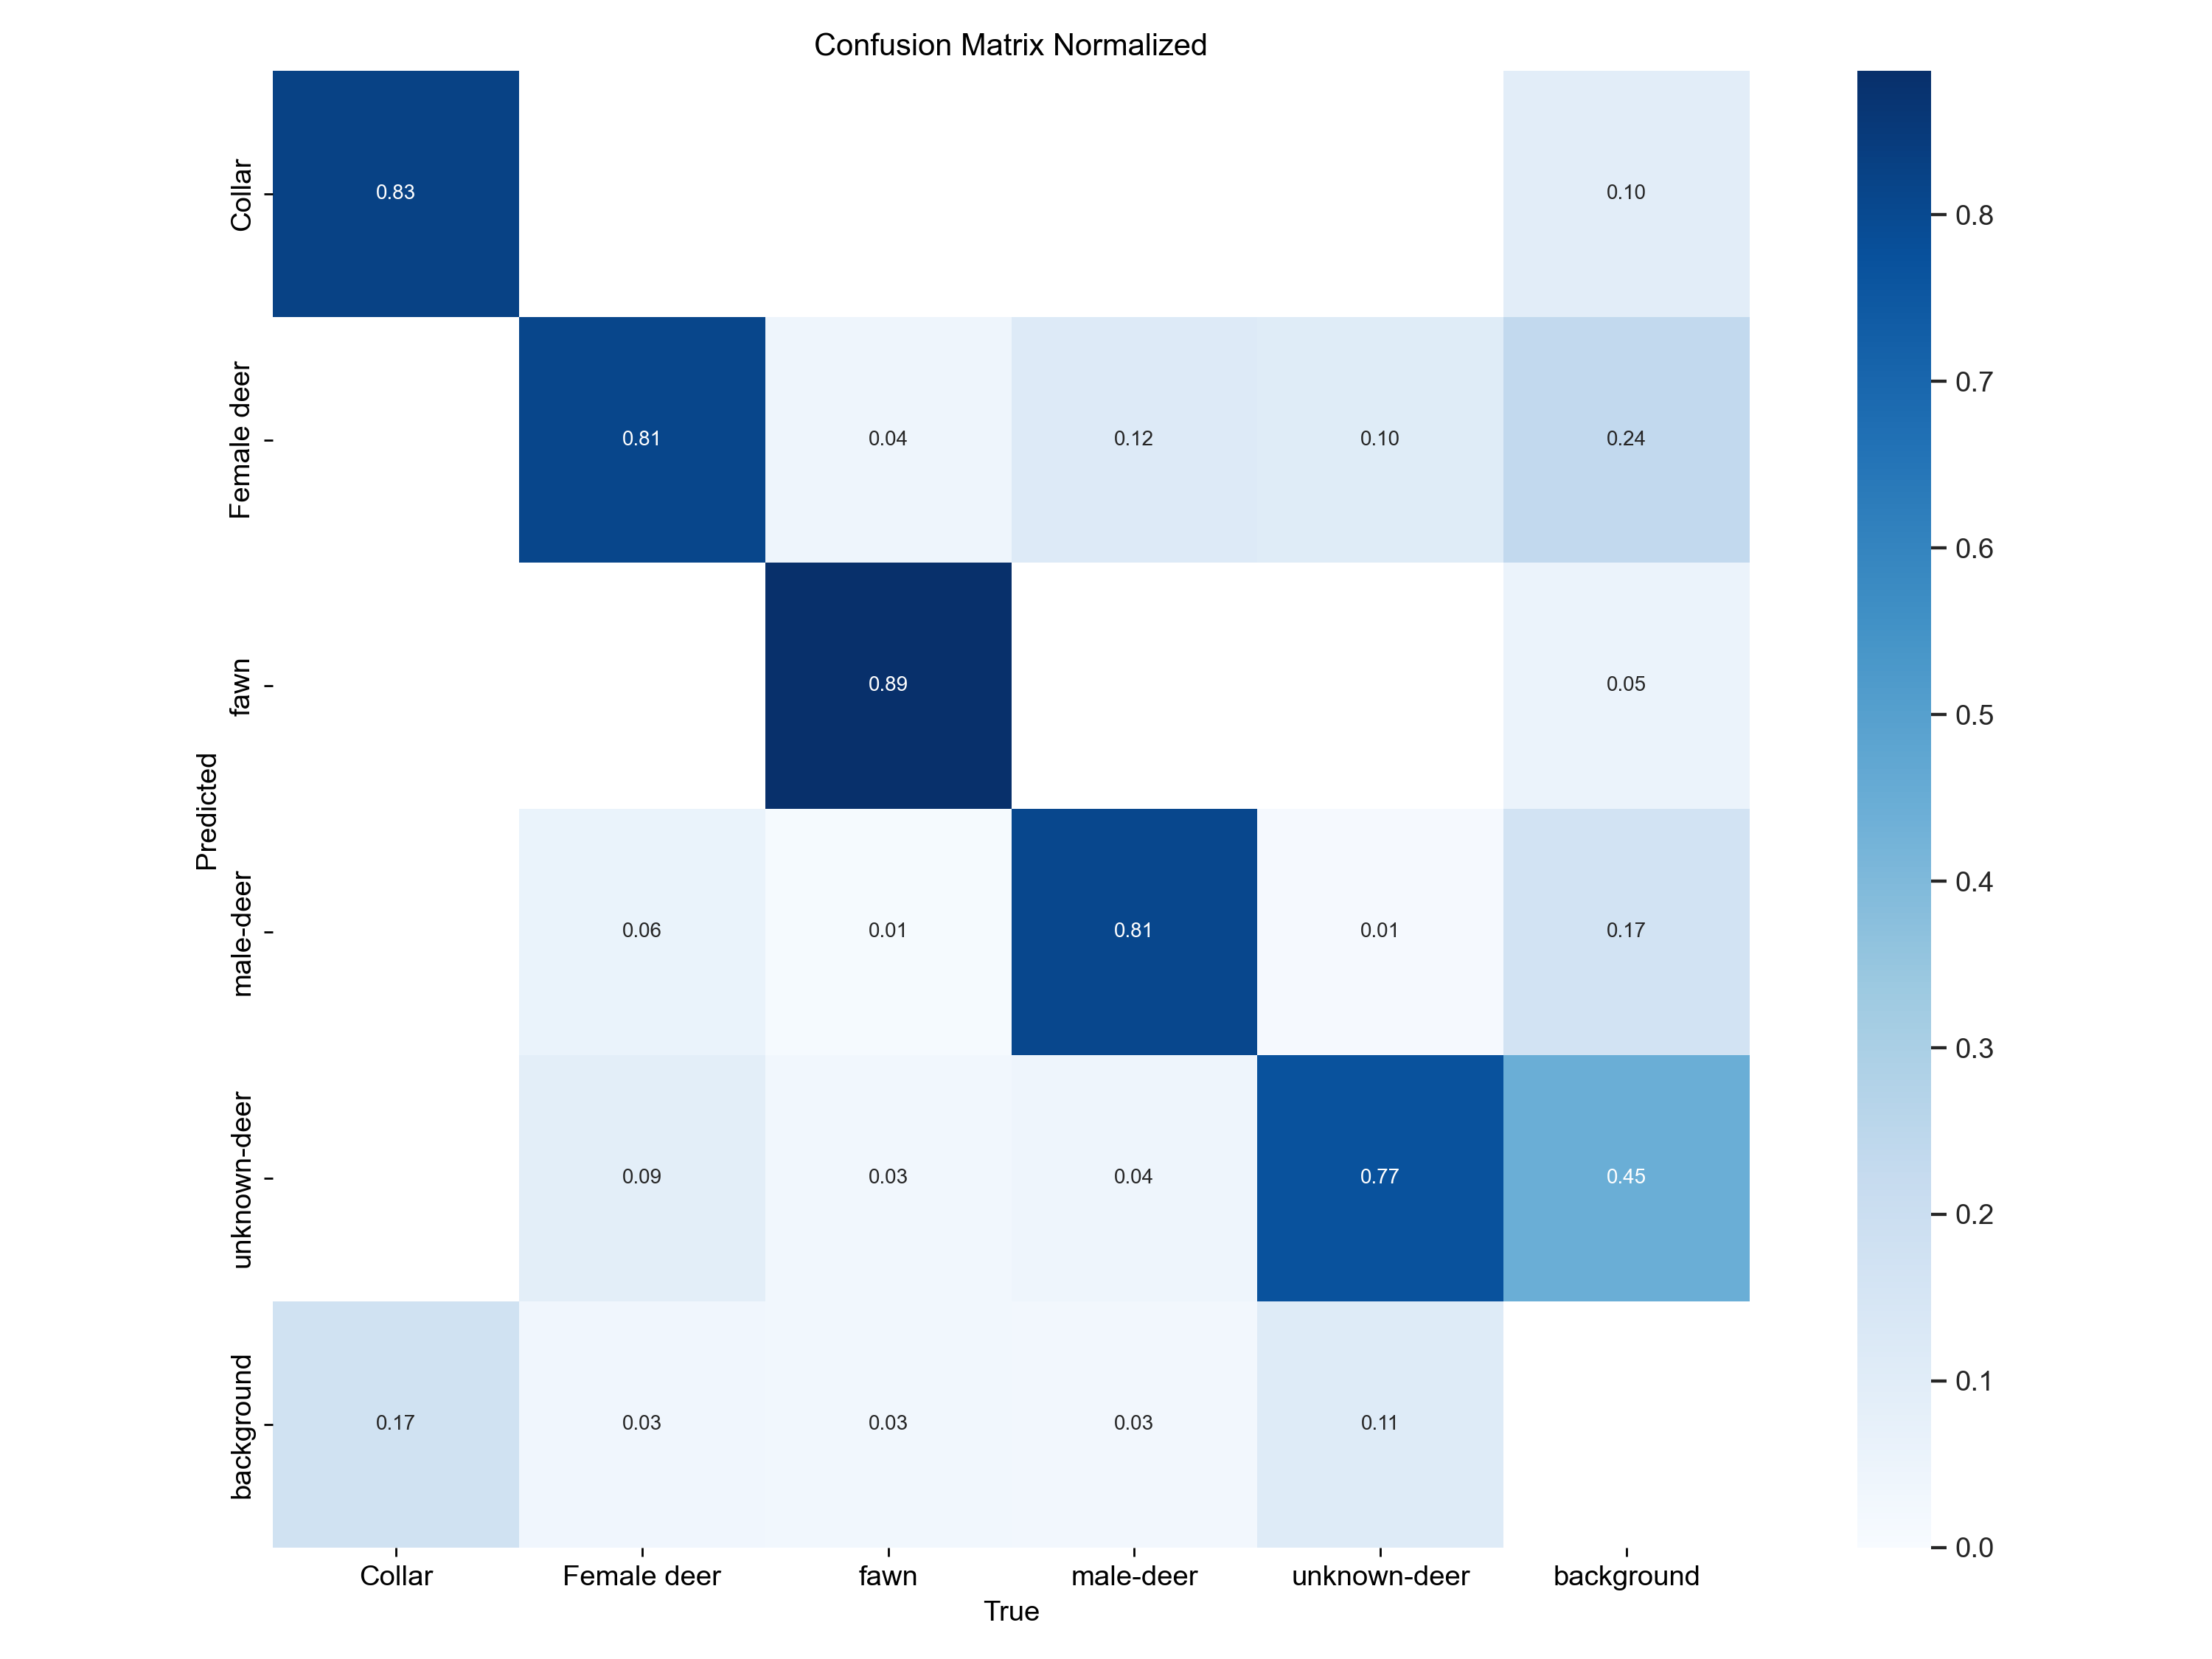 Confusion Matrix Normalized
Predicted
Collar
0.83
0.10
Female deer
0.81
0.04
0.12
0.10
0.24
fawn
0.89
0.05
male-deer
0.06
0.01
0.81
0.01
0.17
unknown-deer
0.09
0.03
0.04
0.77
0.45
background
0.17
0.03
0.03
0.03
0.11
Collar
Female deer
fawn
male-deer
unknown-deer
background
True
0.8
0.7
0.6
0.5
0.4
0.3
0.2
0.1
0.0